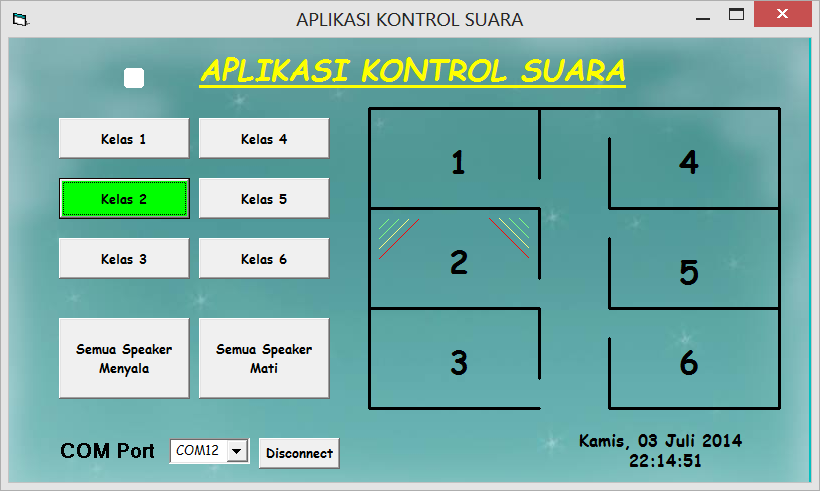 APLIKASI KONTROL SUARA
APLIKASI KONTROL SUARA
Kelas 1
Kelas 4
Kelas 2
Kelas 5
Kelas 3
Kelas 6
Semua Speaker
Menyala
Semua Speaker
Mati
COM Port
COM12
Disconnect
1
4
2
5
3
6
Kamis, 03 Juli 2014
22:14:51